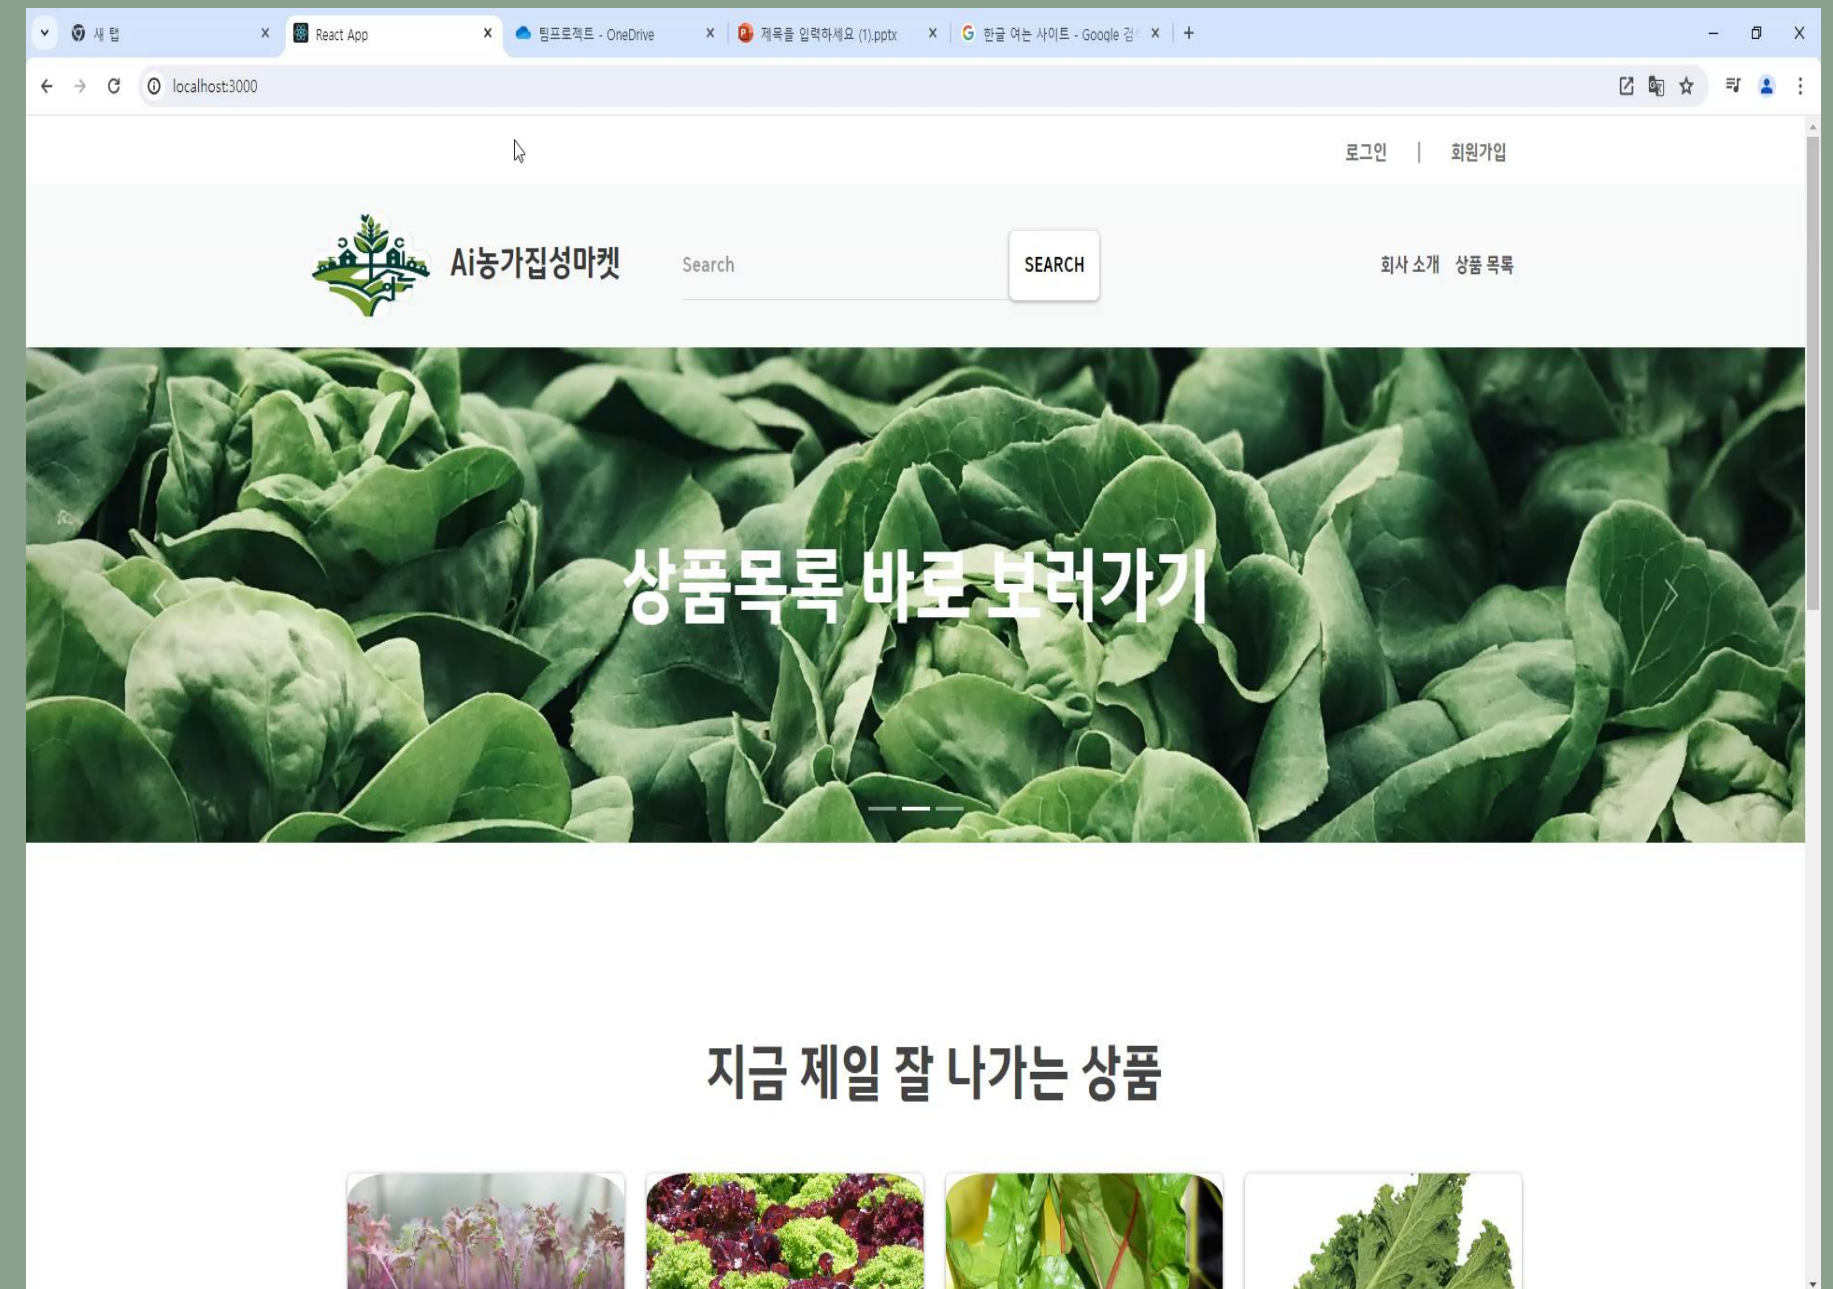 새 탭
React App
팀프로젝트 - OneDrive
제목을 입력하세요 (1).pptx
한글 여는 사이트 - Google 검
localhost:3000
로그인 | 회원가입
Ai농가집성마켓
Search
SEARCH
회사 소개 상품 목록
상품목록 바로 보러가기
지금 제일 잘 나가는 상품